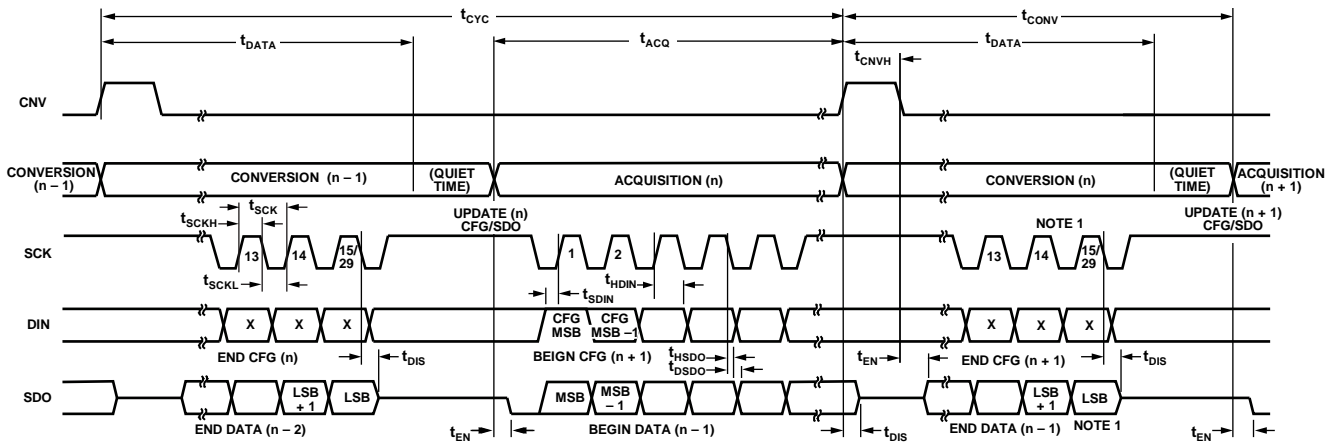 tCYC tCONV
tDATA tACQ tDATA
tCNVH
CNV
CONVERSION (n – 1) CONVERSION (n – 1) (QUIET TIME) ACQUISITION (n) CONVERSION (n) (QUIET TIME) ACQUISITION (n + 1)
tSCK
tSCKH
UPDATE (n) CFG/SDO
NOTE 1
UPDATE (n + 1) CFG/SDO
SCK 13 14 15/29 1 2 13 14 15/29
tSCKL
tHDIN
tSDIN
DIN X X X CFG MSB CFG MSB –1 X X X
END CFG (n) tDIS BEIGN CFG (n + 1) tHSDO tEN END CFG (n + 1) tDIS
tDSDO
SDO LSB + 1 LSB MSB MSB – 1 LSB + 1 LSB
END DATA (n – 2) tEN BEGIN DATA (n – 1) tDIS END DATA (n – 1) NOTE 1 tEN